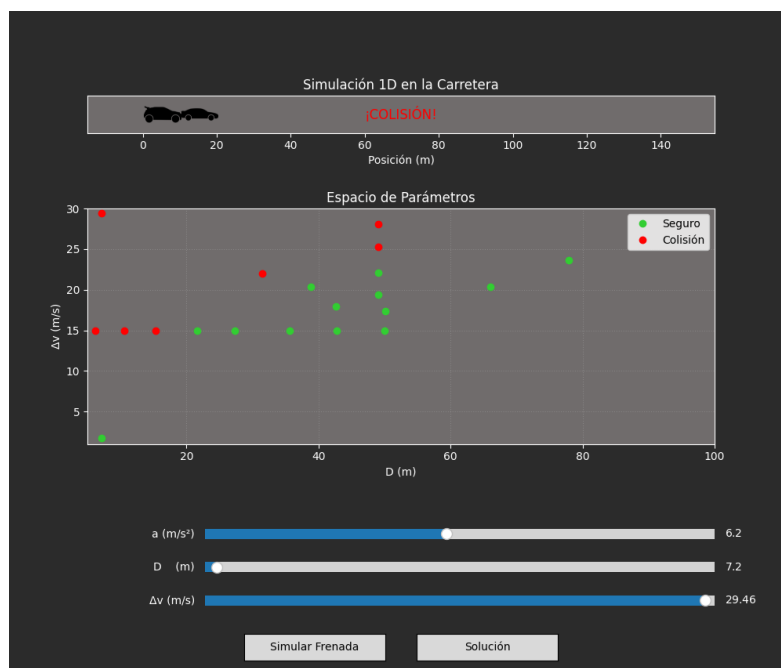 Simulación 1D en la Carretera
¡COLISIÓN!
0 20 40 60 80 100 120 140
Posición (m)
Espacio de Parámetros
30
25
20
15
10
5
Δv (m/s)
Seguro
Colisión
20 40 60 80 100
D (m)
a (m/s²) 6.2
D (m) 7.2
Δv (m/s) 29.46
Simular Frenada Solución